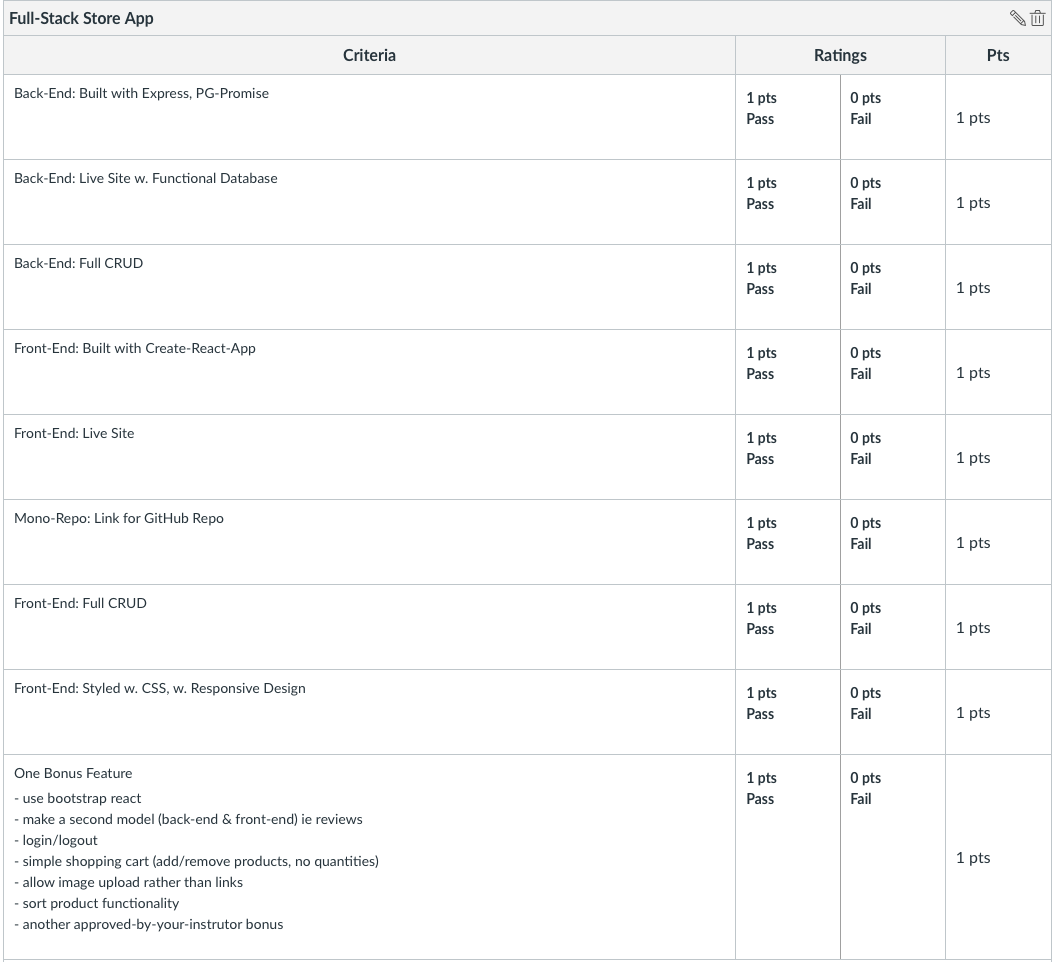 Full-Stack Store App
Criteria Ratings Pts
Back-End: Built with Express, PG-Promise
1 pts 0 pts
Pass Fail
1 pts
Back-End: Live Site w. Functional Database
1 pts 0 pts
Pass Fail
1 pts
Back-End: Full CRUD
1 pts 0 pts
Pass Fail
1 pts
Front-End: Built with Create-React-App
1 pts 0 pts
Pass Fail
1 pts
Front-End: Live Site
1 pts 0 pts
Pass Fail
1 pts
Mono-Repo: Link for GitHub Repo
1 pts 0 pts
Pass Fail
1 pts
Front-End: Full CRUD
1 pts 0 pts
Pass Fail
1 pts
Front-End: Styled w. CSS, w. Responsive Design
1 pts 0 pts
Pass Fail
1 pts
One Bonus Feature
- use bootstrap react
- make a second model (back-end & front-end) ie reviews
- login/logout
- simple shopping cart (add/remove products, no quantities)
- allow image upload rather than links
- sort product functionality
- another approved-by-your-instrutor bonus
1 pts 0 pts
Pass Fail
1 pts